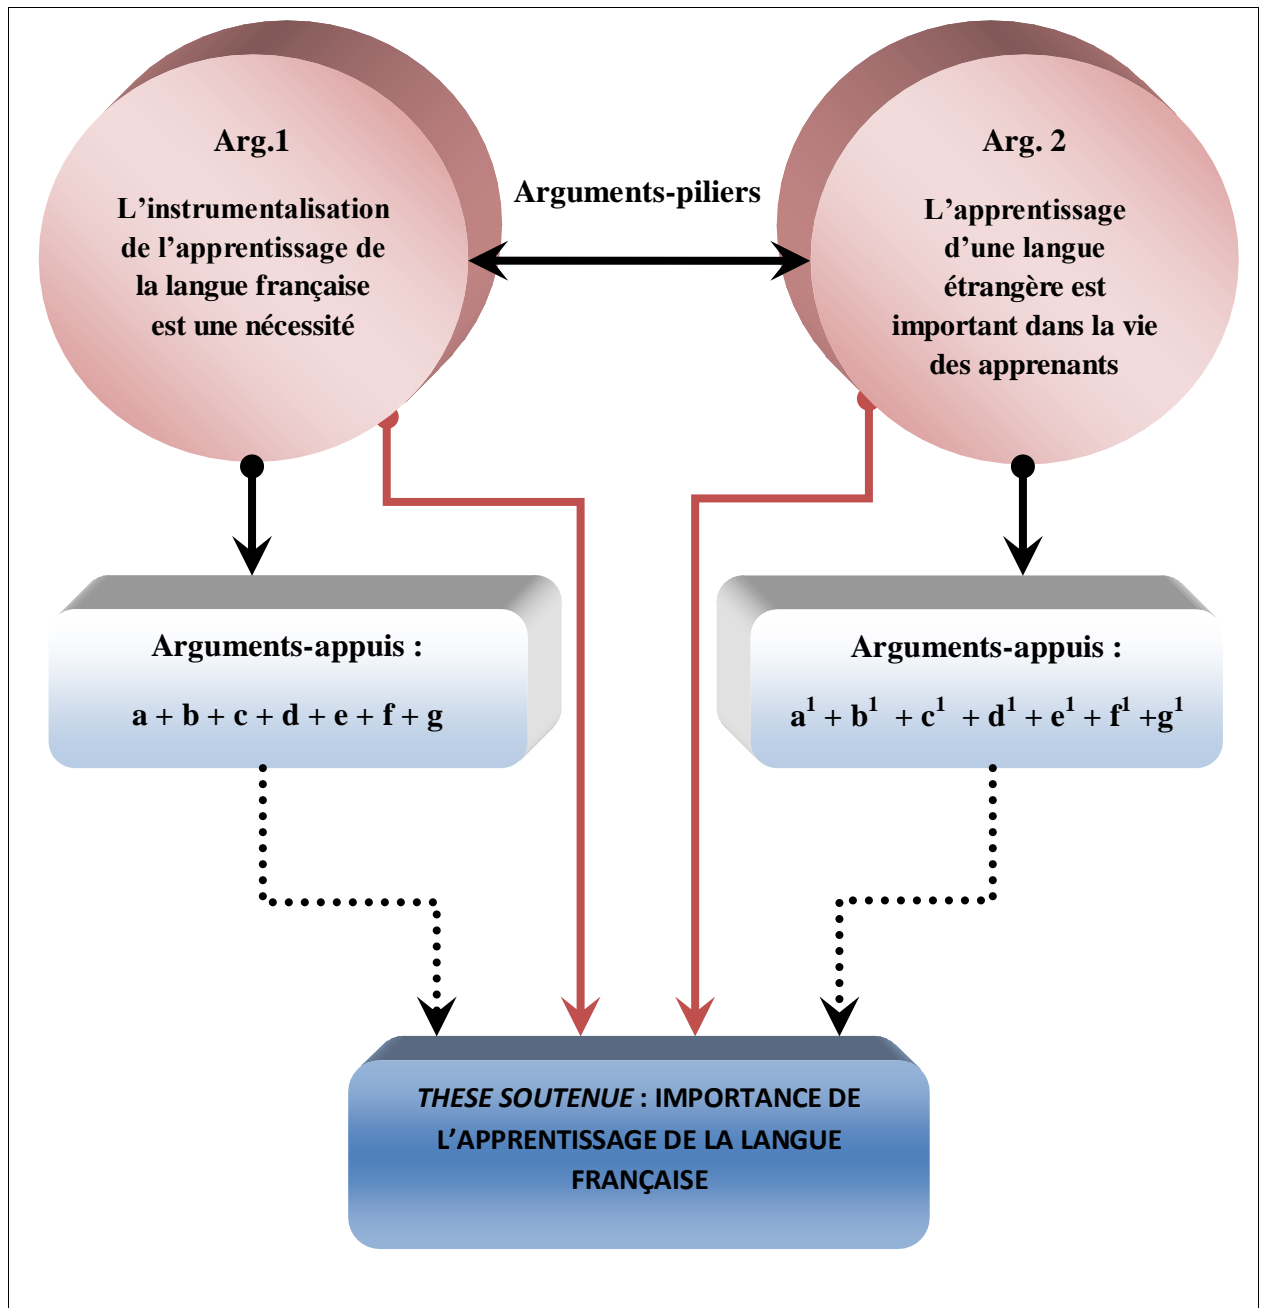 Arg.1
L’instrumentalisation
de l’apprentissage de
la langue française
est une nécessité
Arguments-piliers
Arg. 2
L’apprentissage
d’une langue
étrangère est
important dans la vie
des apprenants
Arguments-appuis :
a + b + c + d + e + f + g
Arguments-appuis :
a¹ + b¹ + c¹ + d¹ + e¹ + f¹ +g¹
THESE SOUTENUE : IMPORTANCE DE
L’APPRENTISSAGE DE LA LANGUE
FRANÇAISE